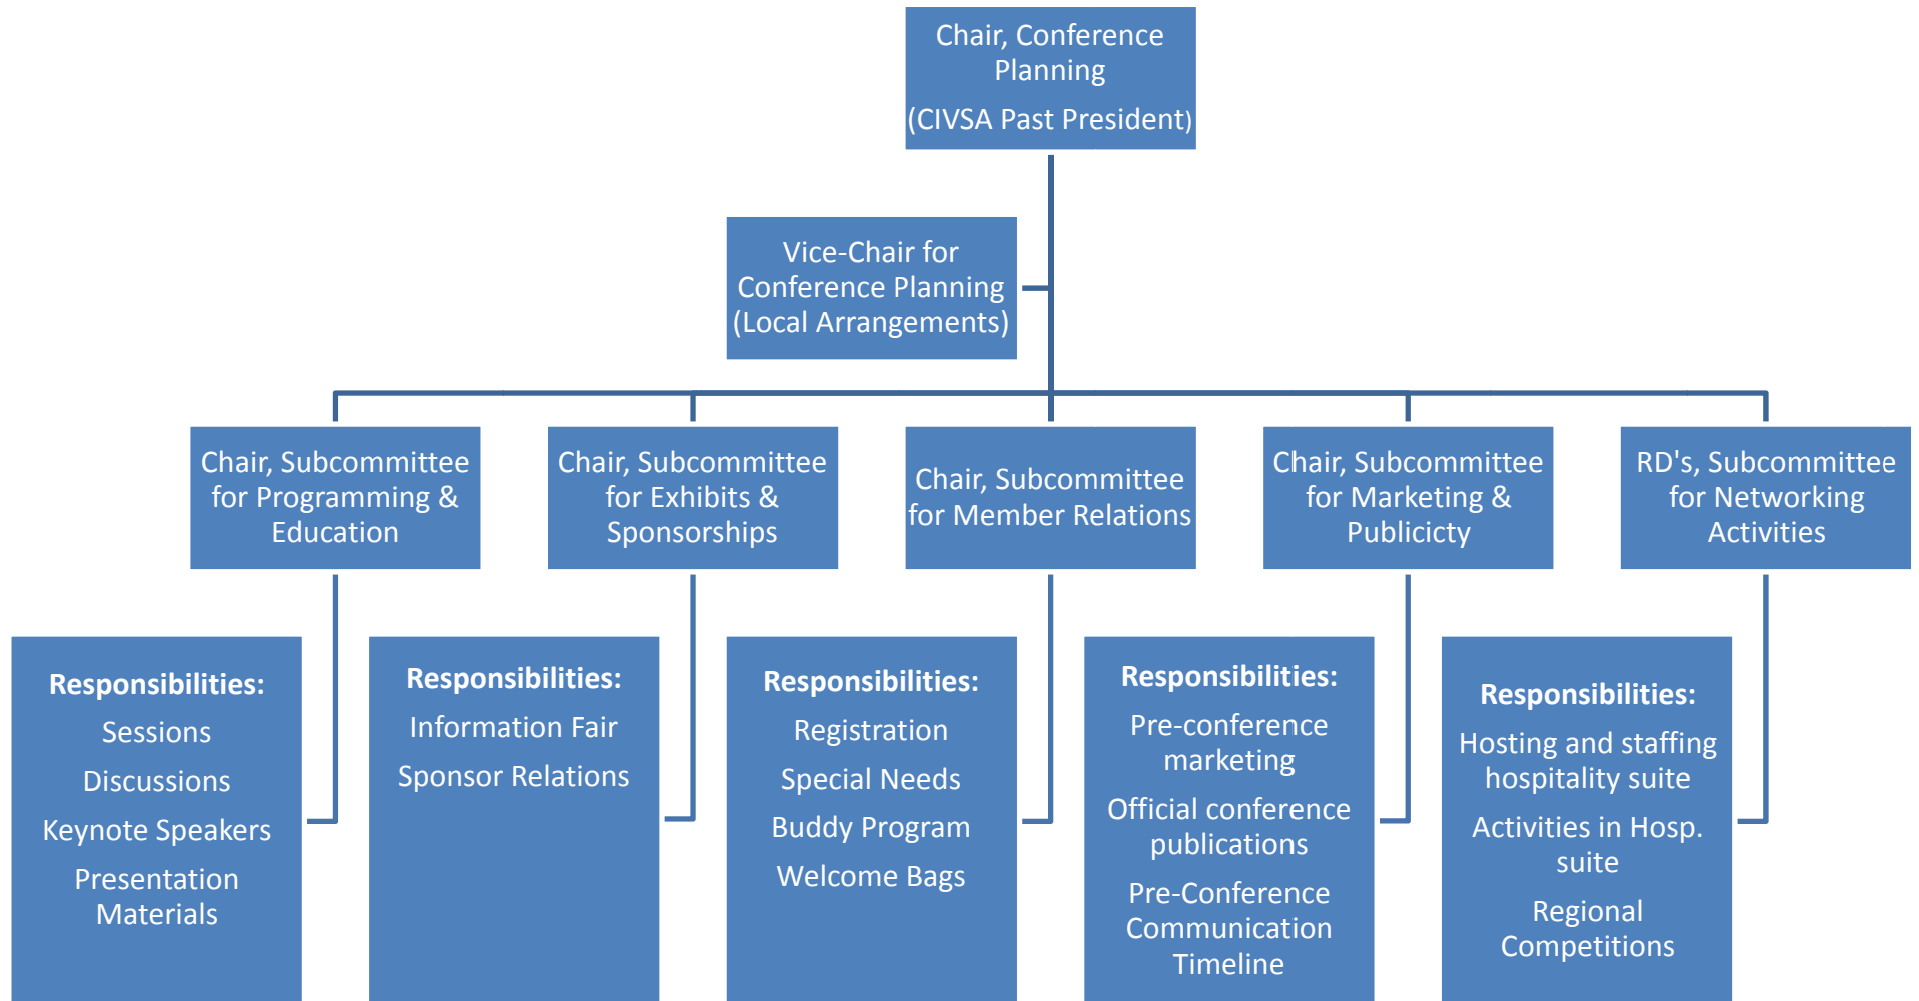 Chair, Conference
Planning
(CIVSA Past President)
Vice-Chair for
Conference Planning
(Local Arrangements)
Chair, Subcommittee
for Programming &
Education
Chair, Subcommittee
for Exhibits &
Sponsorships
Chair, Subcommittee
for Member Relations
Chair, Subcommittee
for Marketing &
Publicicty
RD's, Subcommittee
for Networking
Activities
Responsibilities:
Sessions
Discussions
Keynote Speakers
Presentation
Materials
Responsibilities:
Information Fair
Sponsor Relations
Responsibilities:
Registration
Special Needs
Buddy Program
Welcome Bags
Responsibilities:
Pre-conference
marketing
Official conference
publications
Pre-Conference
Communication
Timeline
Responsibilities:
Hosting and staffing
hospitality suite
Activities in Hosp.
suite
Regional
Competitions